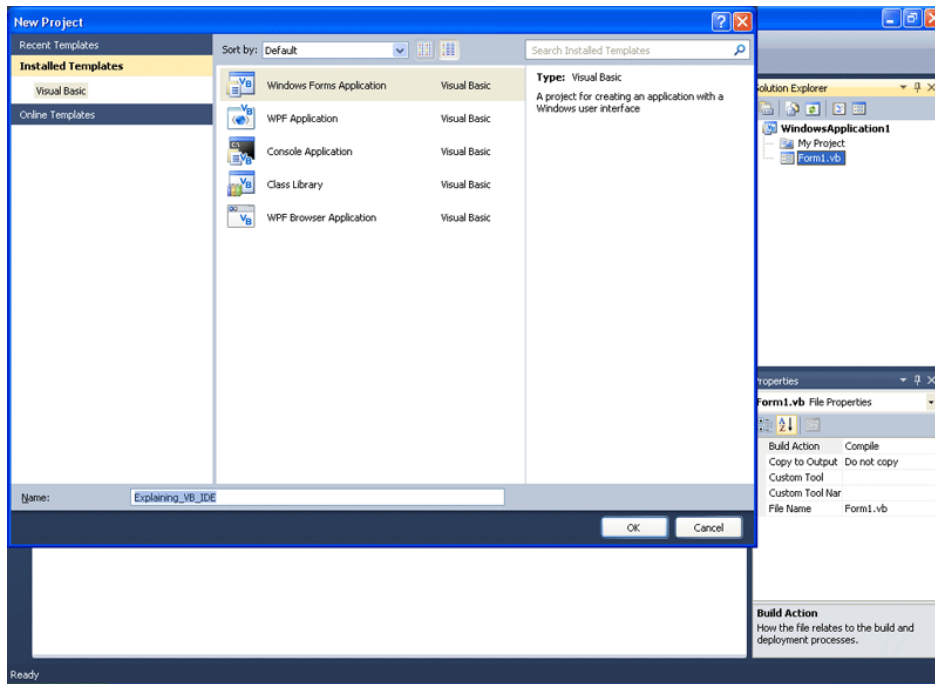 New Project
Recent Templates
Installed Templates
Visual Basic
Online Templates
Sort by: Default
Search Installed Templates
Windows Forms Application Visual Basic
WPF Application Visual Basic
Console Application Visual Basic
Class Library Visual Basic
WPF Browser Application Visual Basic
Type: Visual Basic
A project for creating an application with a
Windows user interface
Name: Explaining_VB_IDE
OK Cancel
olution Explorer
WindowsApplication1
My Project
Form1.vb
roperties
Form1.vb File Properties
Build Action Compile
Copy to Output Do not copy
Custom Tool
Custom Tool Nar
File Name Form1.vb
Build Action
How the file relates to the build and
deployment processes.
Ready